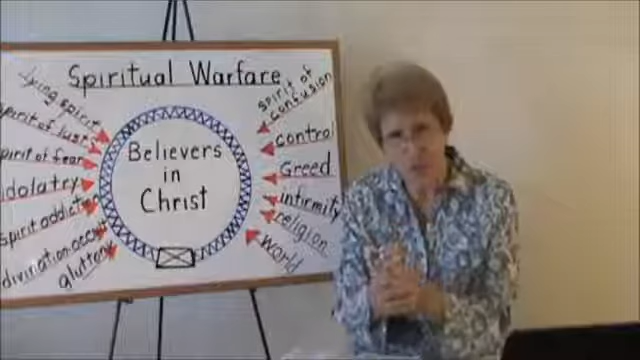 Spiritual Warfare
lying spirit
spirit of lust
spirit of fear
idolatry
spirit addict
divination occult
gluttony
Believers
in
Christ
spirit of
confusion
control
Greed
infirmity
religion
world